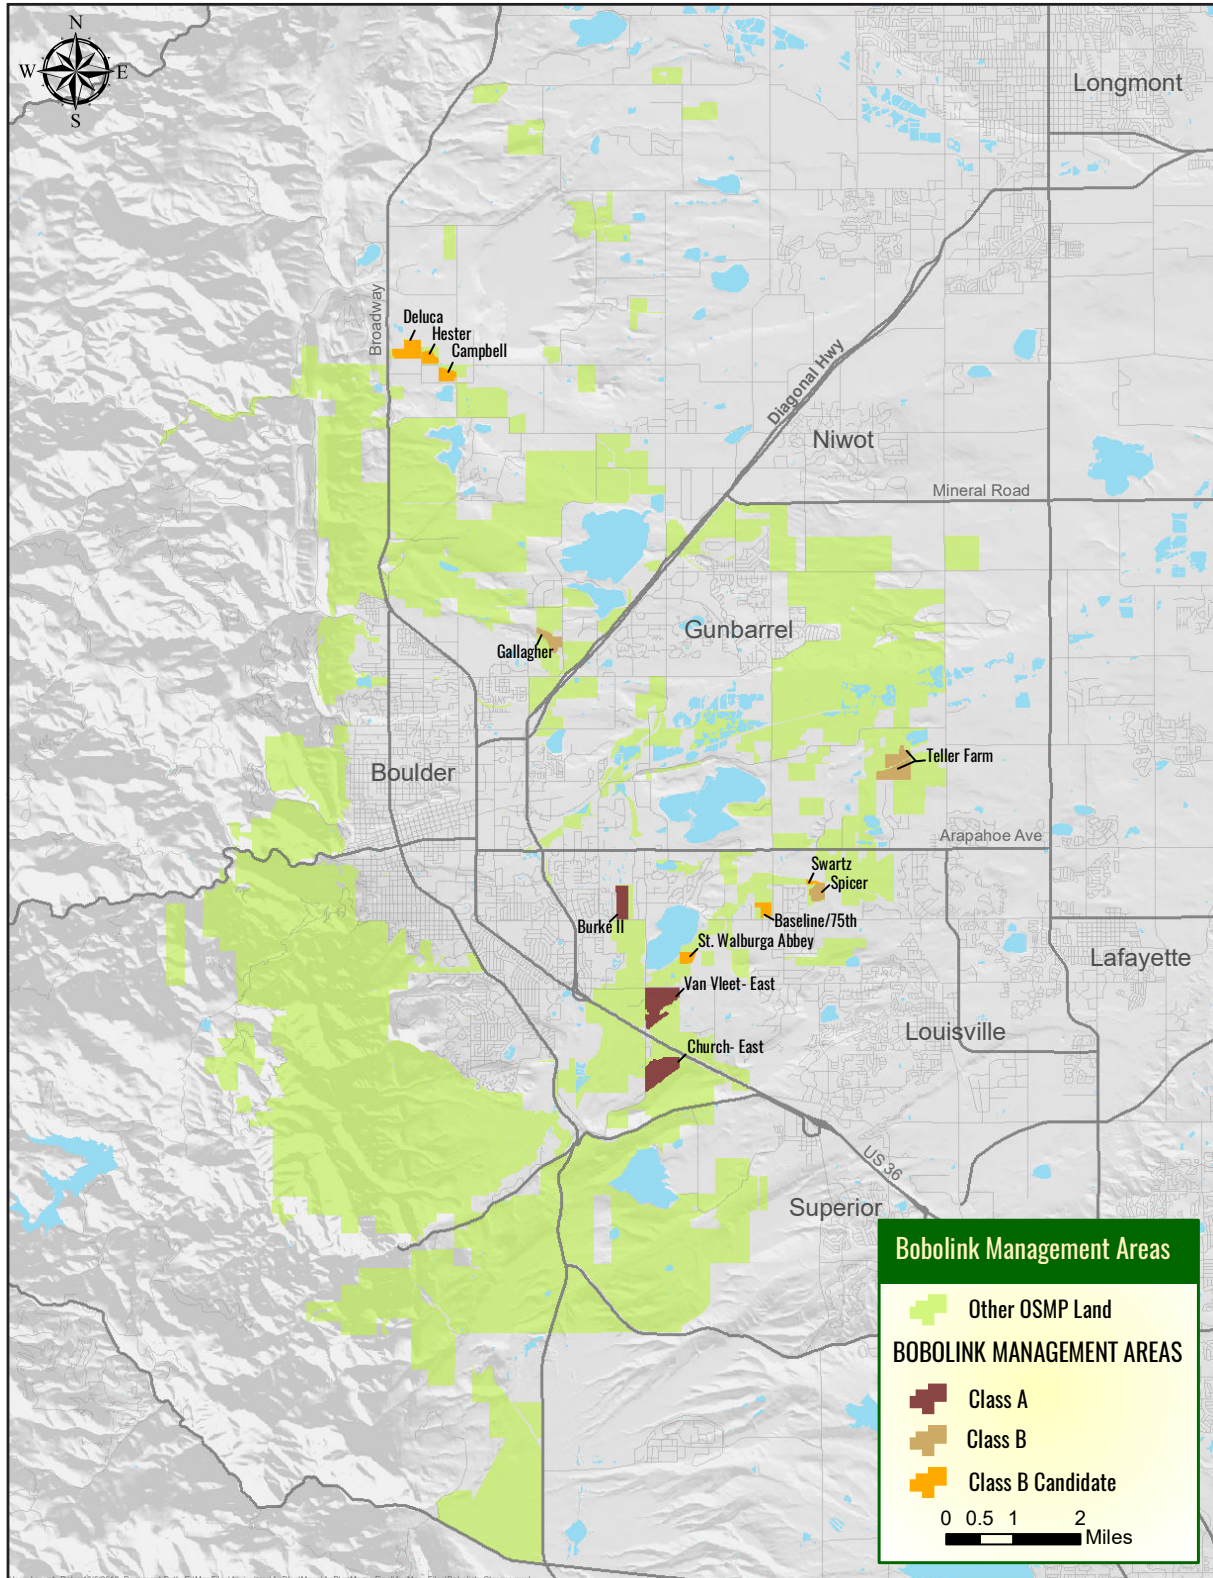 N
W
E
S
Longmont
Broadway
Deluca
Hester
Campbell
Diagonal Hwy
Niwot
Mineral Road
Gunbarrel
Gallagher
Teller Farm
Boulder
Arapahoe Ave
Swartz
Spicer
Burke II
Baseline/75th
St. Walburga Abbey
Lafayette
Van Vleet- East
Louisville
Church- East
US 36
Superior
Bobolink Management Areas
Other OSMP Land
BOBOLINK MANAGEMENT AREAS
Class A
Class B
Class B Candidate
0 0.5 1 2
Miles